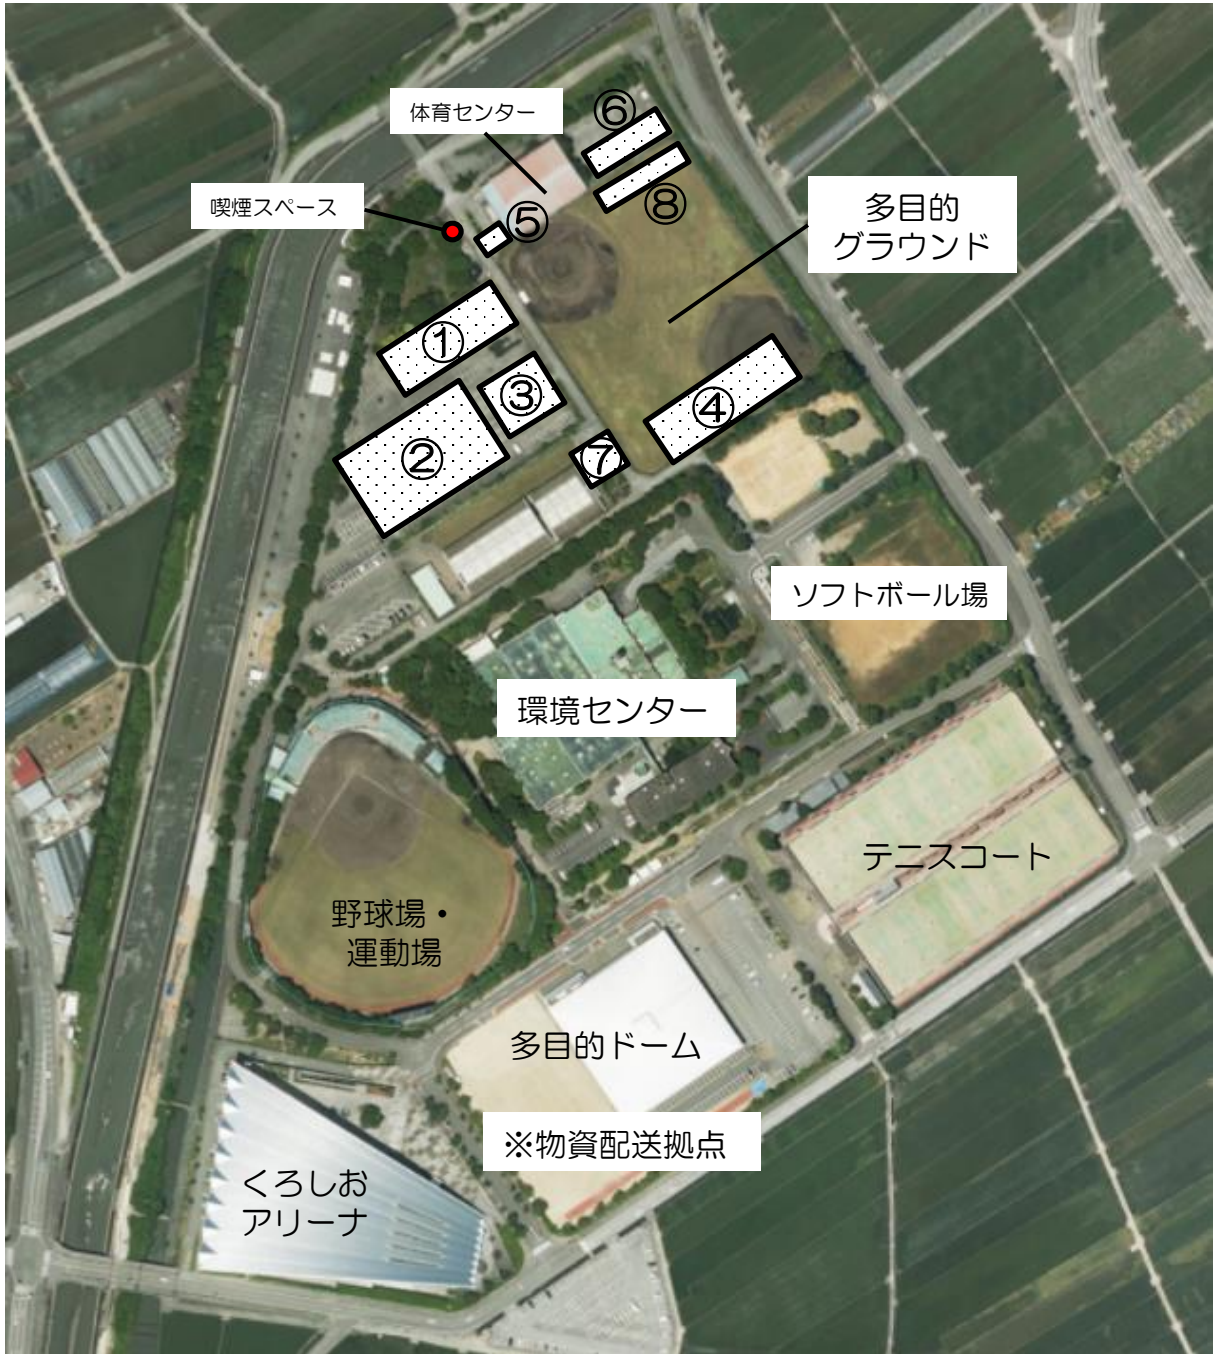 体育センター
⑥
喫煙スペース
⑤
⑧
多目的
グラウンド
①
③
④
②
⑦
ソフトボール場
環境センター
テニスコート
野球場・
運動場
多目的ドーム
※物資配送拠点
くろしお
アリーナ